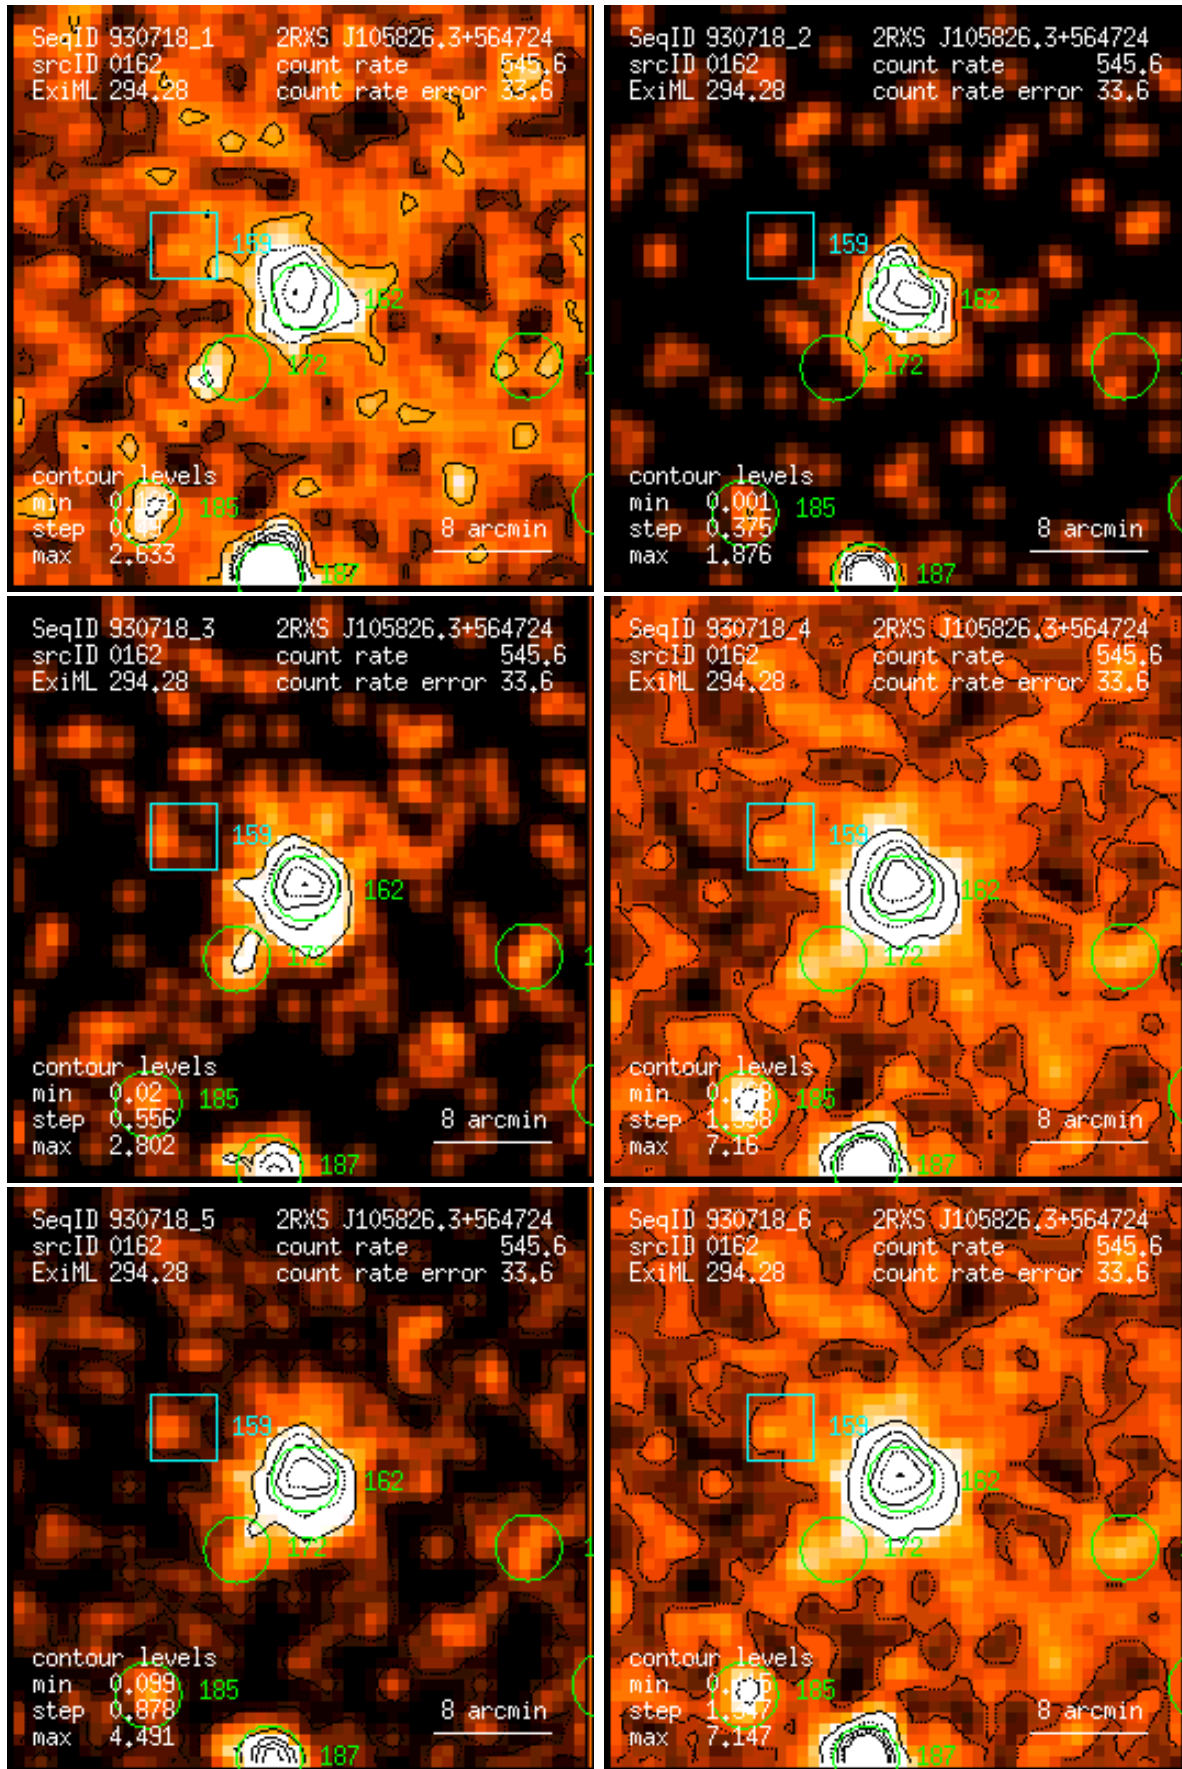 SeqID 930718_1 2RXS J105826.3+564724
srcID 0162 count rate 545.6
ExiML 294.28 count rate error 33.6
159
162
172
1
contour levels
min
185
step
8 arcmin
max 2.633
187
SeqID 930718_2 2RXS J105826.3+564724
srcID 0162 count rate 545.6
ExiML 294.28 count rate error 33.6
159
162
172
contour levels
min 0.001
185
step 0.375
8 arcmin
max 1.876
187
SeqID 930718_3 2RXS J105826.3+564724
srcID 0162 count rate 545.6
ExiML 294.28 count rate error 33.6
159
162
172
1
contour levels
min 0.02
185
step 0.556
8 arcmin
max 2.802
187
SeqID 930718_4 2RXS J105826.3+564724
srcID 0162 count rate 545.6
ExiML 294.28 count rate error 33.6
159
162
172
contour levels
min
185
step
8 arcmin
max 7.16
187
SeqID 930718_5 2RXS J105826.3+564724
srcID 0162 count rate 545.6
ExiML 294.28 count rate error 33.6
159
162
172
1
contour levels
min 0.099
185
step 0.878
8 arcmin
max 4.491
187
SeqID 930718_6 2RXS J105826.3+564724
srcID 0162 count rate 545.6
ExiML 294.28 count rate error 33.6
159
162
172
contour levels
min
185
step
8 arcmin
max 7.147
187